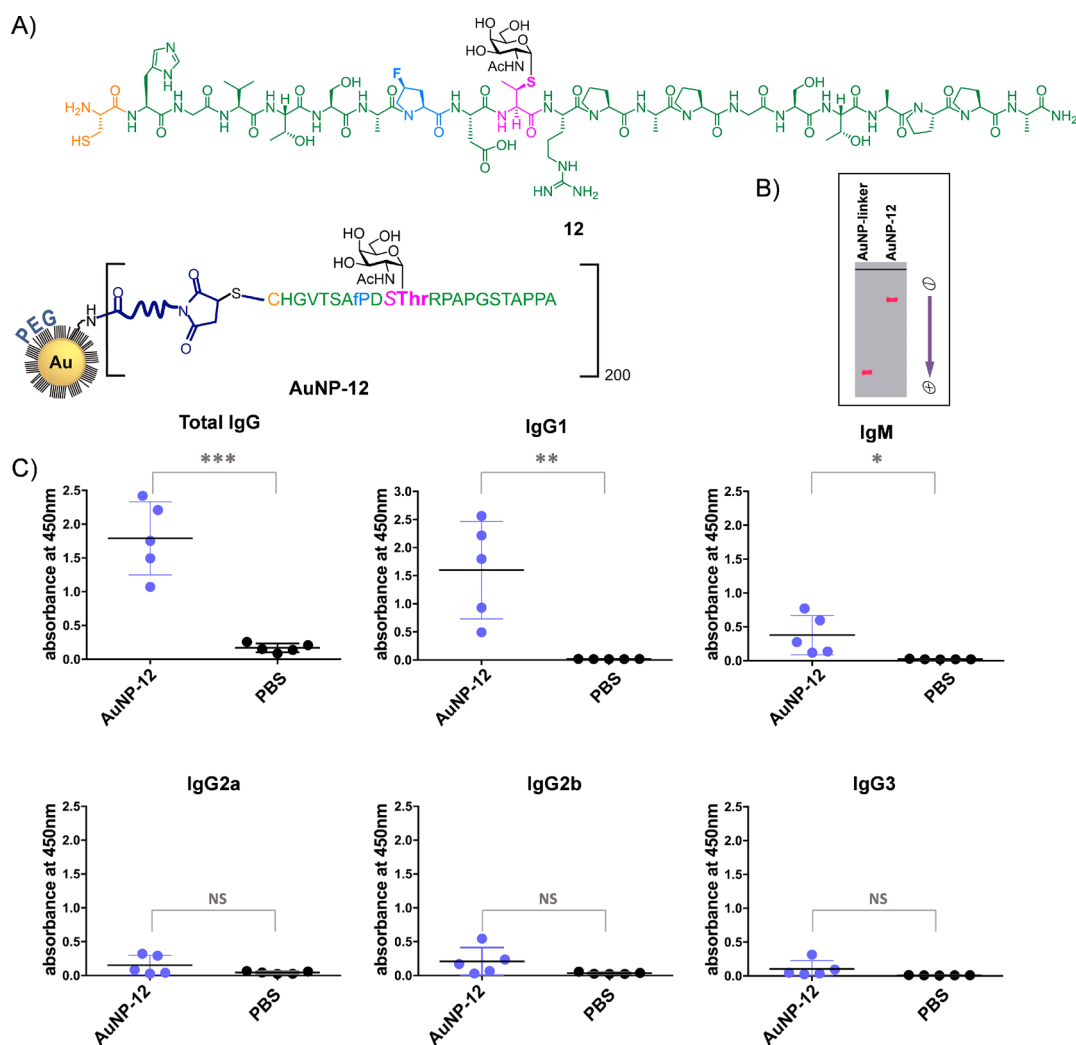 A)
HO OH
HO
AcHN
O
S
F
N
NH
H2N
HS
O
H
N
OH
HO
OH
O
NH
HN
NH2
NH2
12
B)
AuNP-linker
AuNP-12
⊖
⊕
HO OH
HO
AcHN
O
PEG
Au
N
H
O
N
O
O
S
CHGVTSAfPDSThrRPAPGSTAPPA
200
AuNP-12
C)
Total IgG
***
absorbance at 450nm
2.5
2.0
1.5
1.0
0.5
0.0
AuNP-12
PBS
IgG1
**
absorbance at 450nm
3.0
2.5
2.0
1.5
1.0
0.5
0.0
AuNP-12
PBS
IgM
*
absorbance at 450nm
2.5
2.0
1.5
1.0
0.5
0.0
AuNP-12
PBS
IgG2a
NS
absorbance at 450nm
2.5
2.0
1.5
1.0
0.5
0.0
AuNP-12
PBS
IgG2b
NS
absorbance at 450nm
2.5
2.0
1.5
1.0
0.5
0.0
AuNP-12
PBS
IgG3
NS
absorbance at 450nm
2.5
2.0
1.5
1.0
0.5
0.0
AuNP-12
PBS